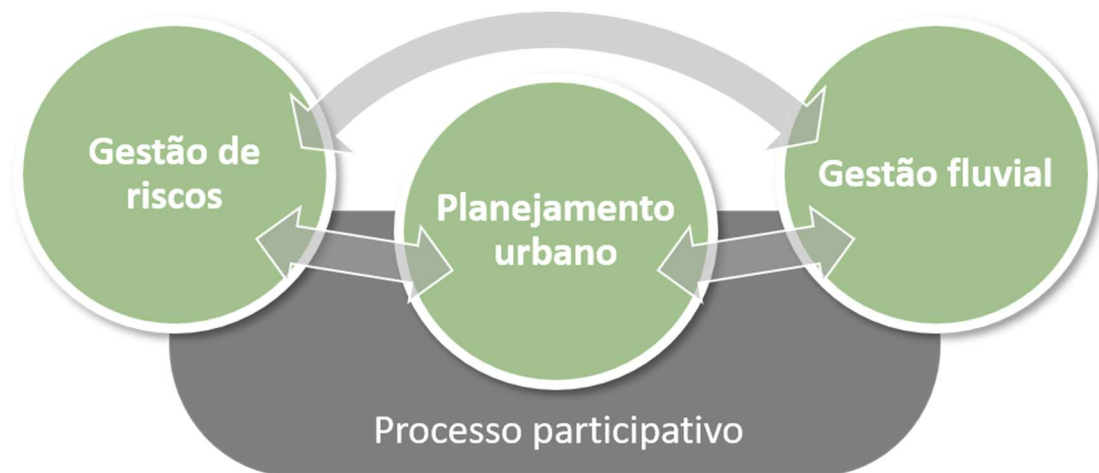 Gestão de
riscos
Planejamento
urbano
Gestão fluvial
Processo participativo